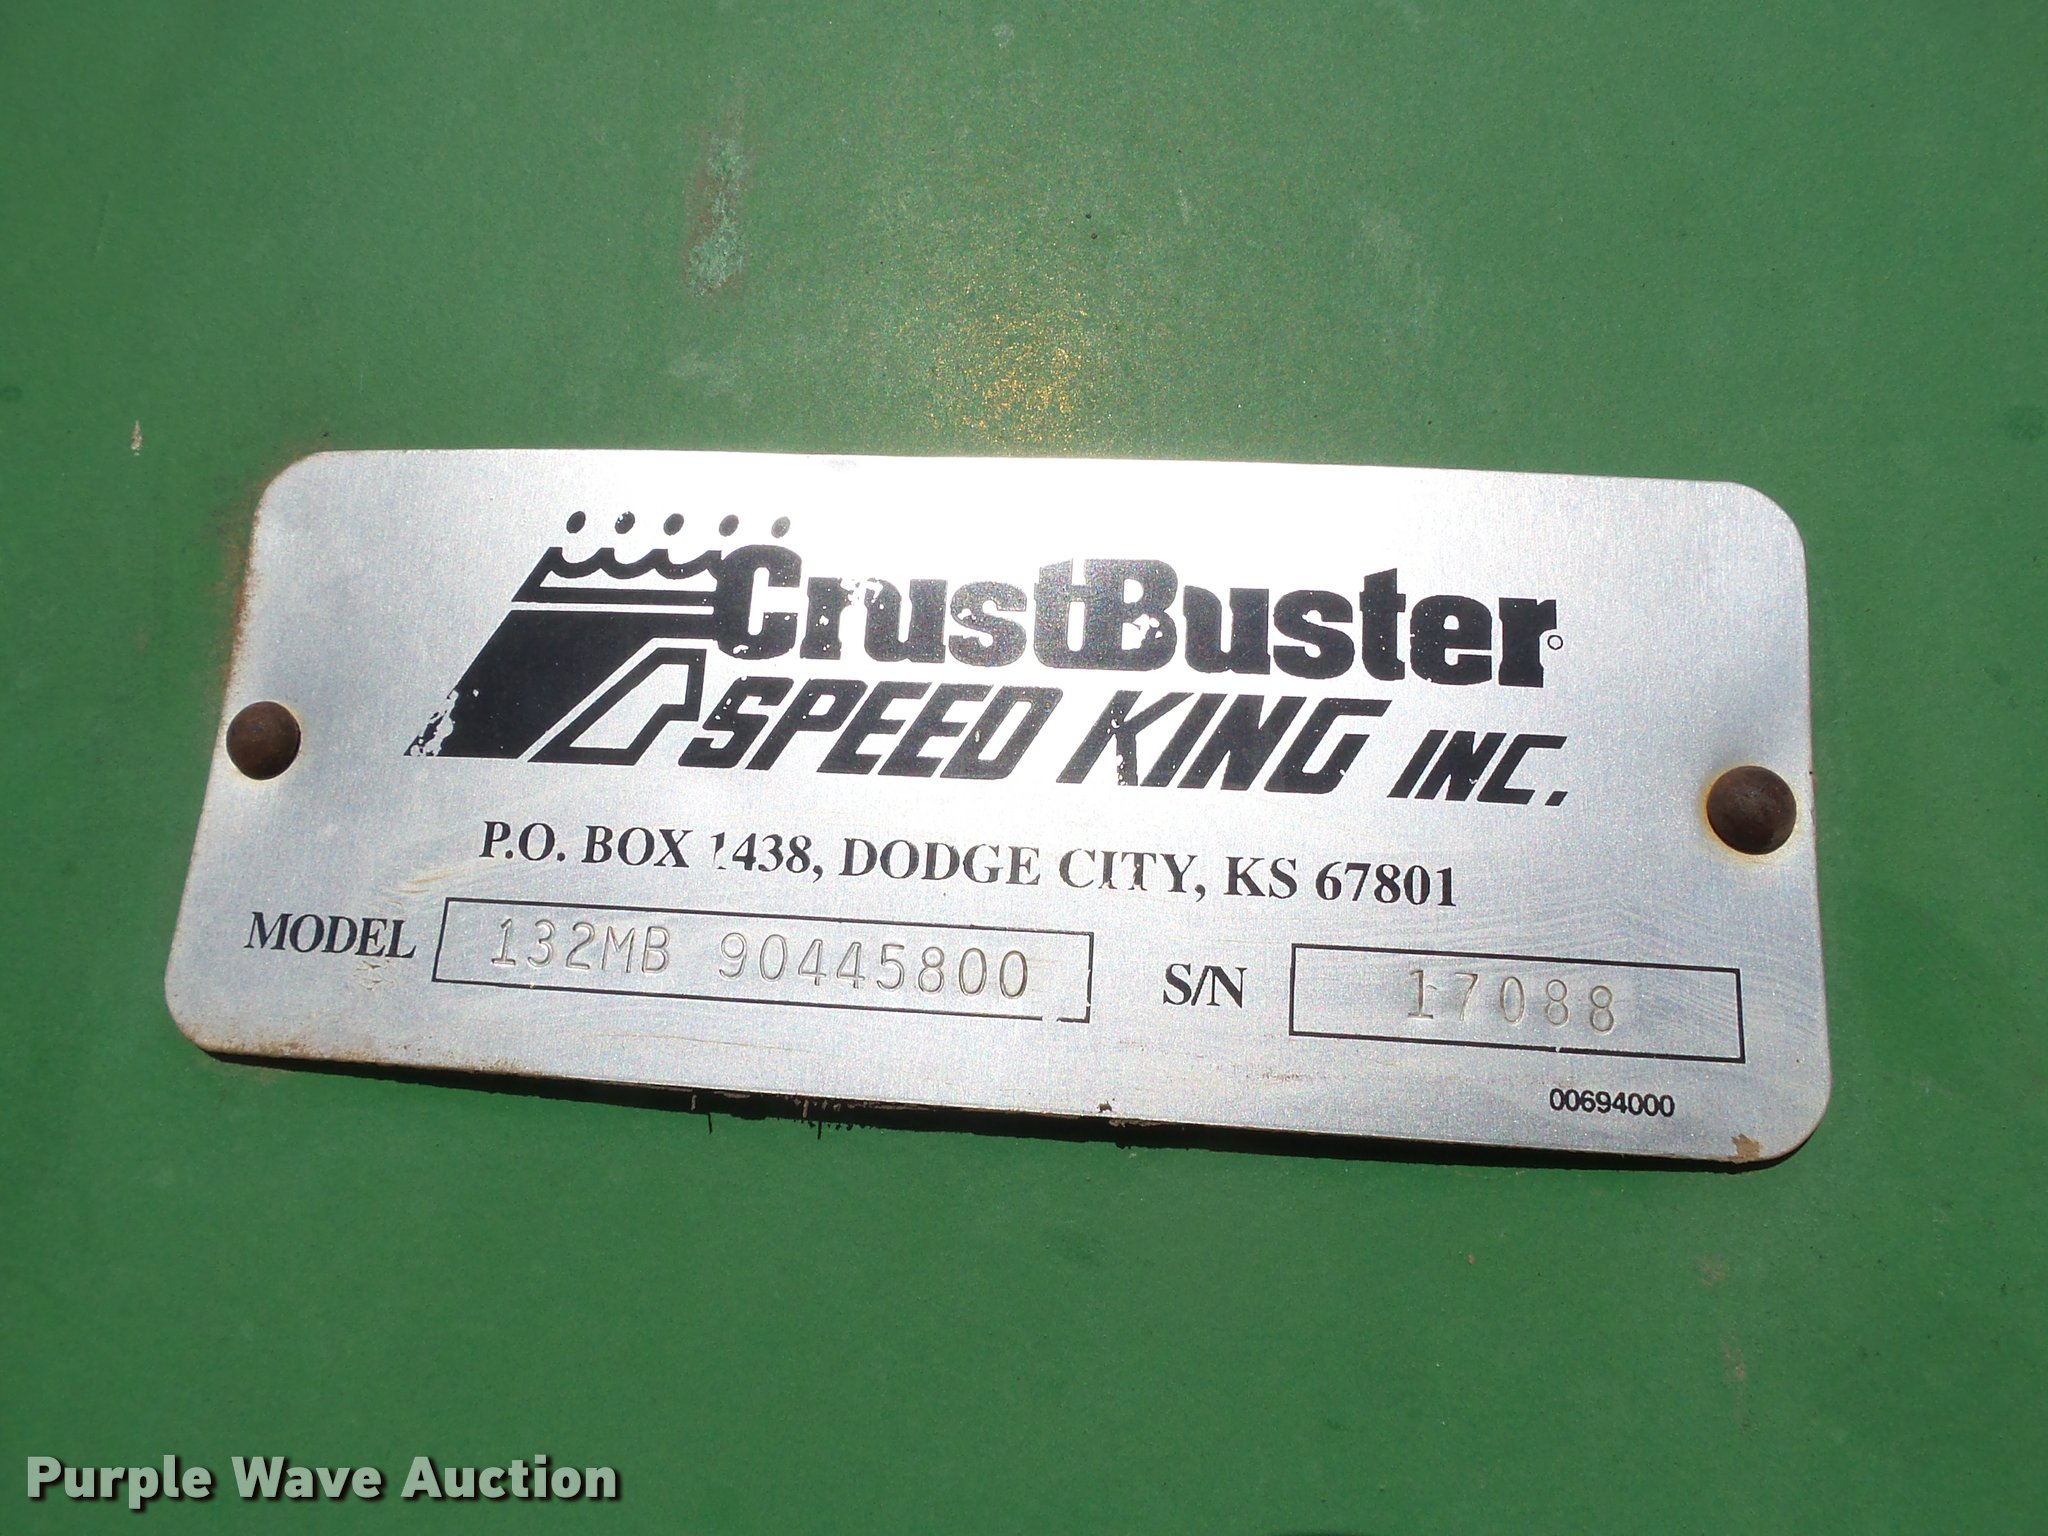 CrustBuster
SPEED KING INC.
P.O. BOX 1438, DODGE CITY, KS 67801
MODEL 132MB 90445800 S/N 17088
00694000
Purple Wave Auction